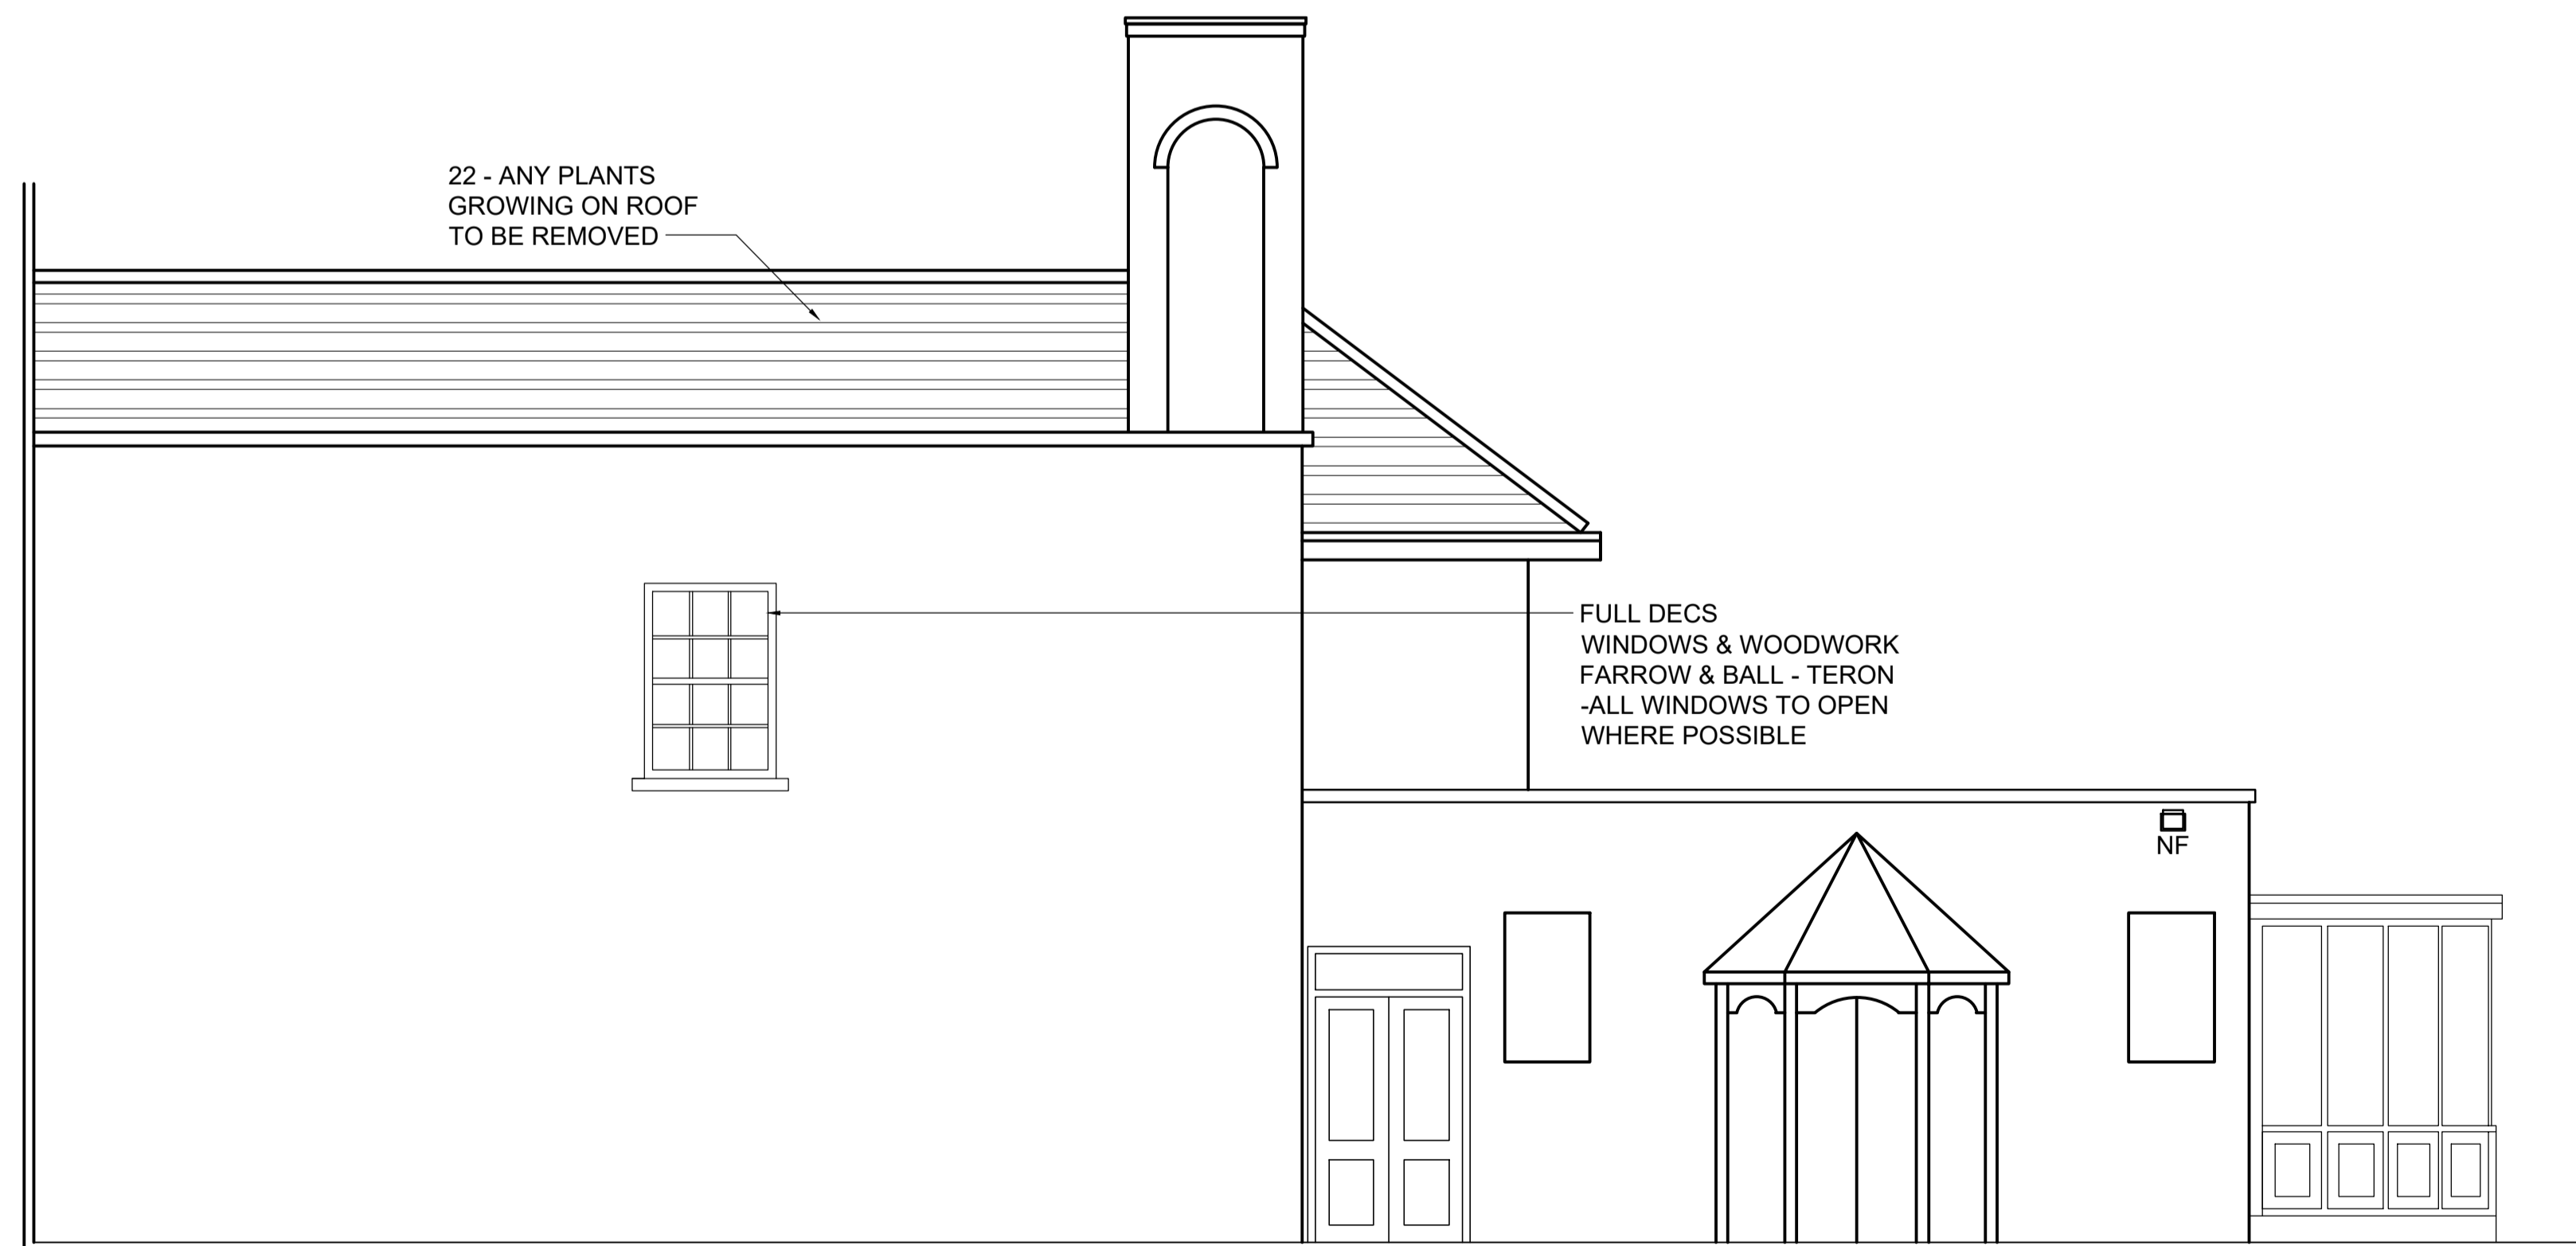 22 - ANY PLANTS
GROWING ON ROOF
TO BE REMOVED
FULL DECS
WINDOWS & WOODWORK
FARROW & BALL - TERON
-ALL WINDOWS TO OPEN
WHERE POSSIBLE
NF